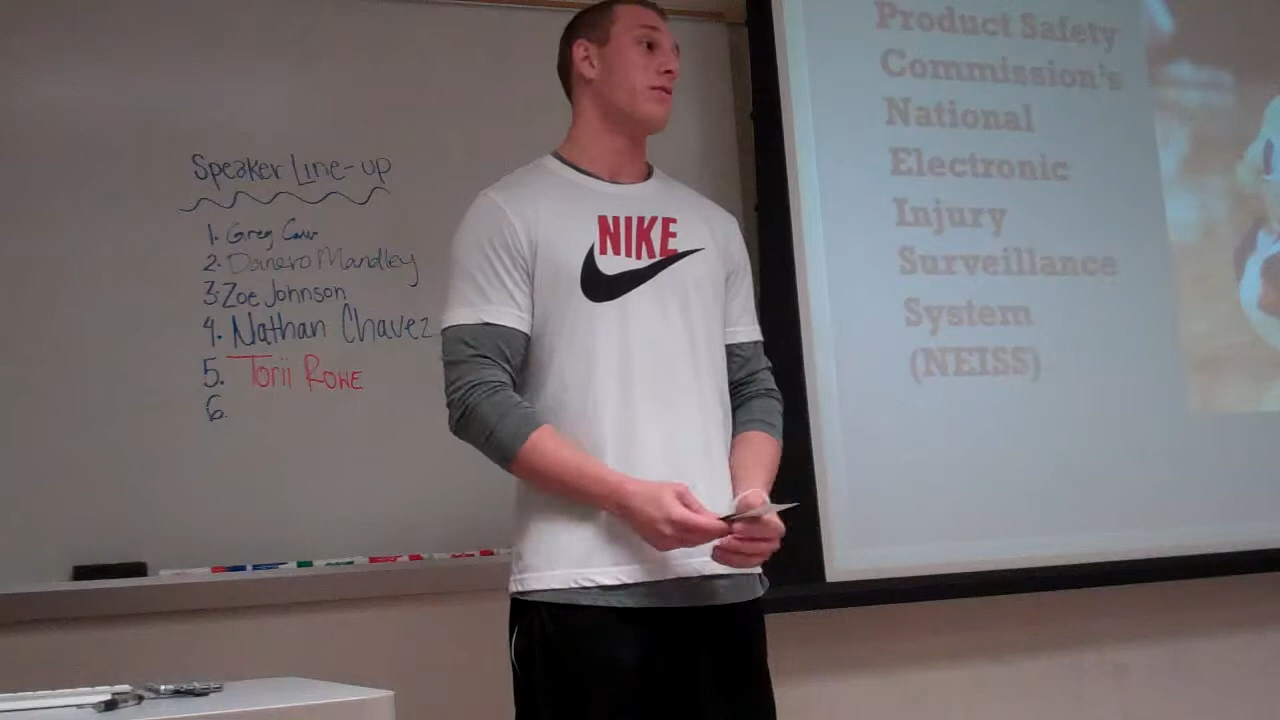 Speaker Line-up
1. Greg
2. Danero Mandley
3. Zoe Johnson
4. Nathan Chavez
5. Torii Rowe
6.
NIKE
Product Safety
Commission's
National
Electronic
Injury
Surveillance
System
(NEISS)